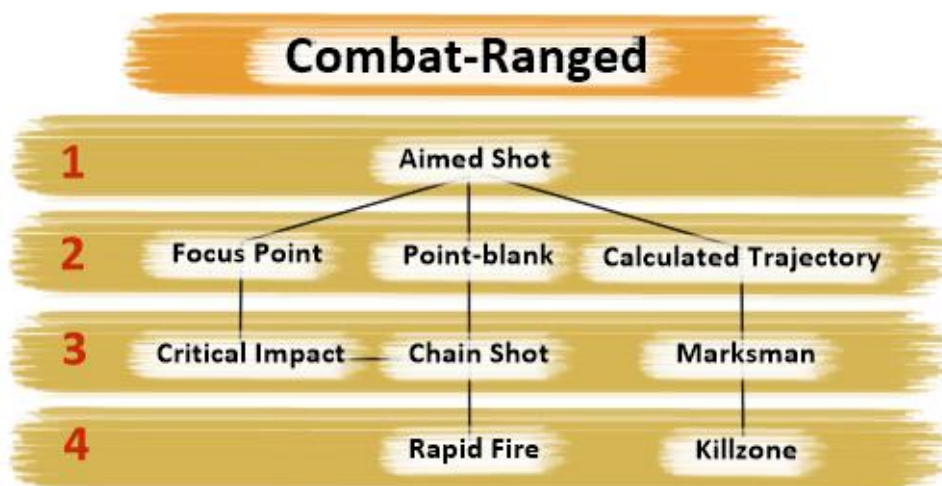 Combat-Ranged
1 Aimed Shot
2 Focus Point Point-blank Calculated Trajectory
3 Critical Impact Chain Shot Marksman
4 Rapid Fire Killzone